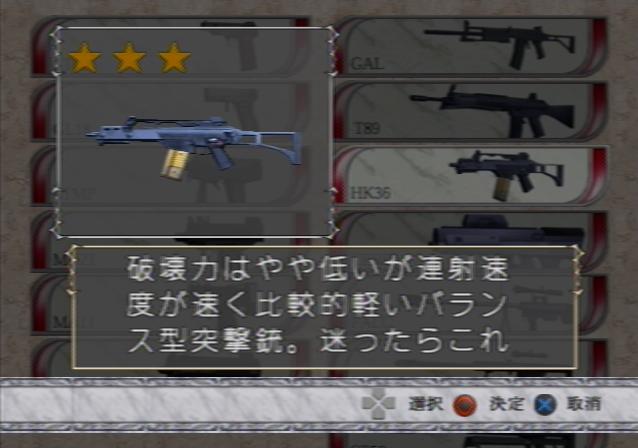 GAL
T89
HK36
破壊力はやや低いが連射速
度が速く比較的軽いバラン
ス型突撃銃。迷ったらこれ
選択 決定 取消